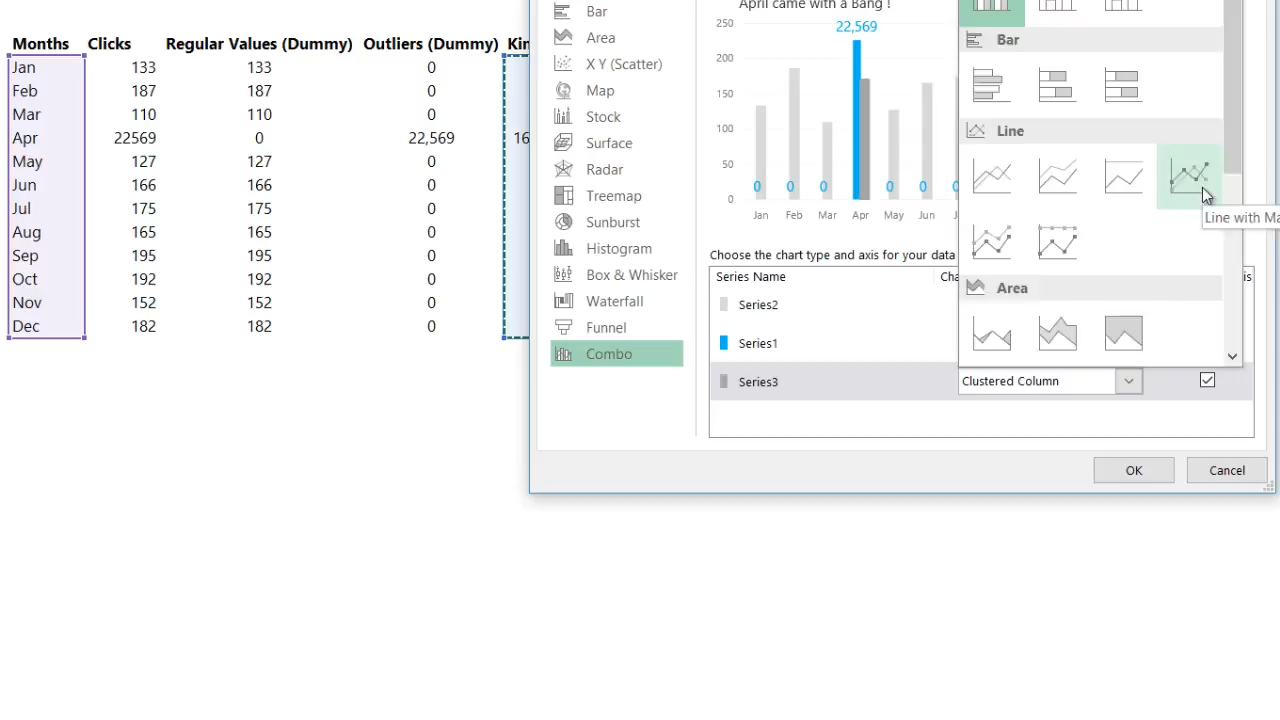 April came with a Bang !
Bar
Area
X Y (Scatter)
Map
Stock
Surface
Radar
Treemap
Sunburst
Histogram
Box & Whisker
Waterfall
Funnel
Combo
Months Clicks Regular Values (Dummy) Outliers (Dummy)
Jan 133 133 0
Feb 187 187 0
Mar 110 110 0
Apr 22569 0 22,569 16
May 127 127 0
Jun 166 166 0
Jul 175 175 0
Aug 165 165 0
Sep 195 195 0
Oct 192 192 0
Nov 152 152 0
Dec 182 182 0
250
200
150
100
50
0
22,569
0 0 0 0 0 0
Jan Feb Mar Apr May Jun
Bar
Line
Line with
Area
Choose the chart type and axis for your data
Series Name
Series2
Series1
Series3 Clustered Column
OK Cancel